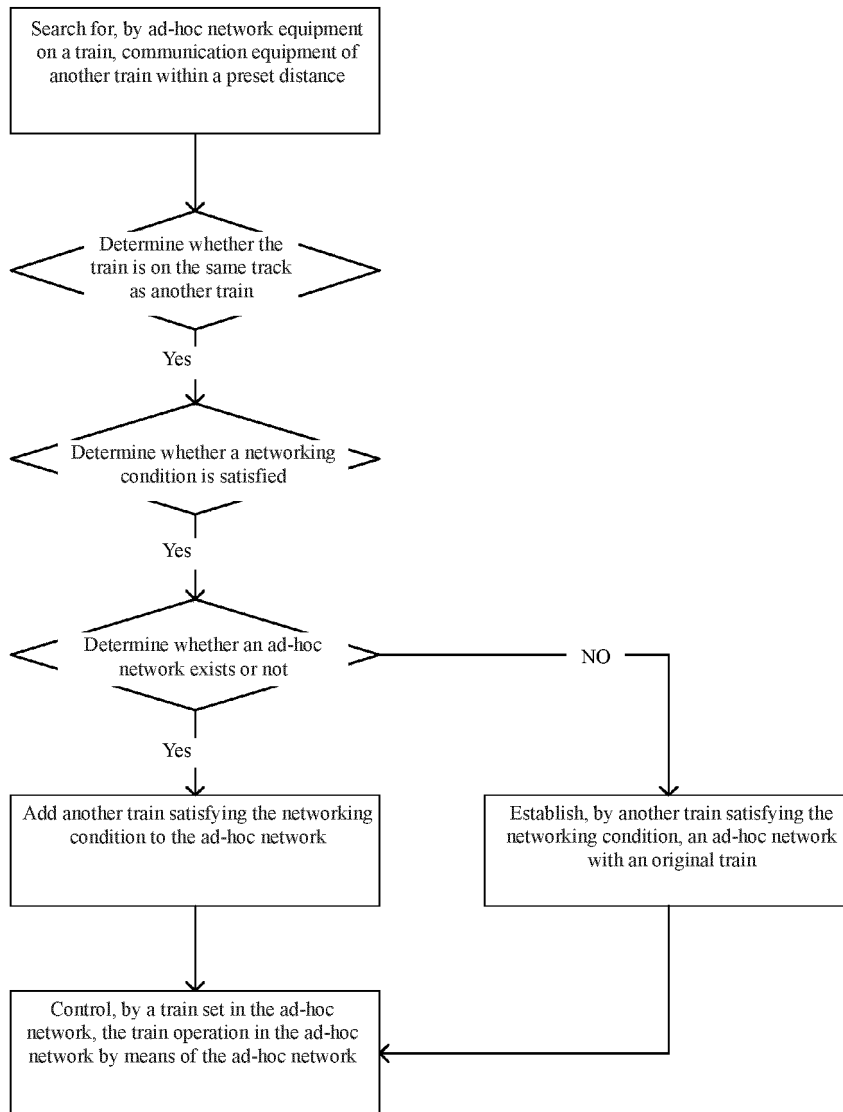 Search for, by ad-hoc network equipment
on a train, communication equipment of
another train within a preset distance
Determine whether the
train is on the same track
as another train
Yes
Determine whether a networking
condition is satisfied
Yes
Determine whether an ad-hoc
network exists or not
NO
Yes
Add another train satisfying the networking
condition to the ad-hoc network
Establish, by another train satisfying the
networking condition, an ad-hoc network
with an original train
Control, by a train set in the ad-hoc
network, the train operation in the ad-hoc
network by means of the ad-hoc network